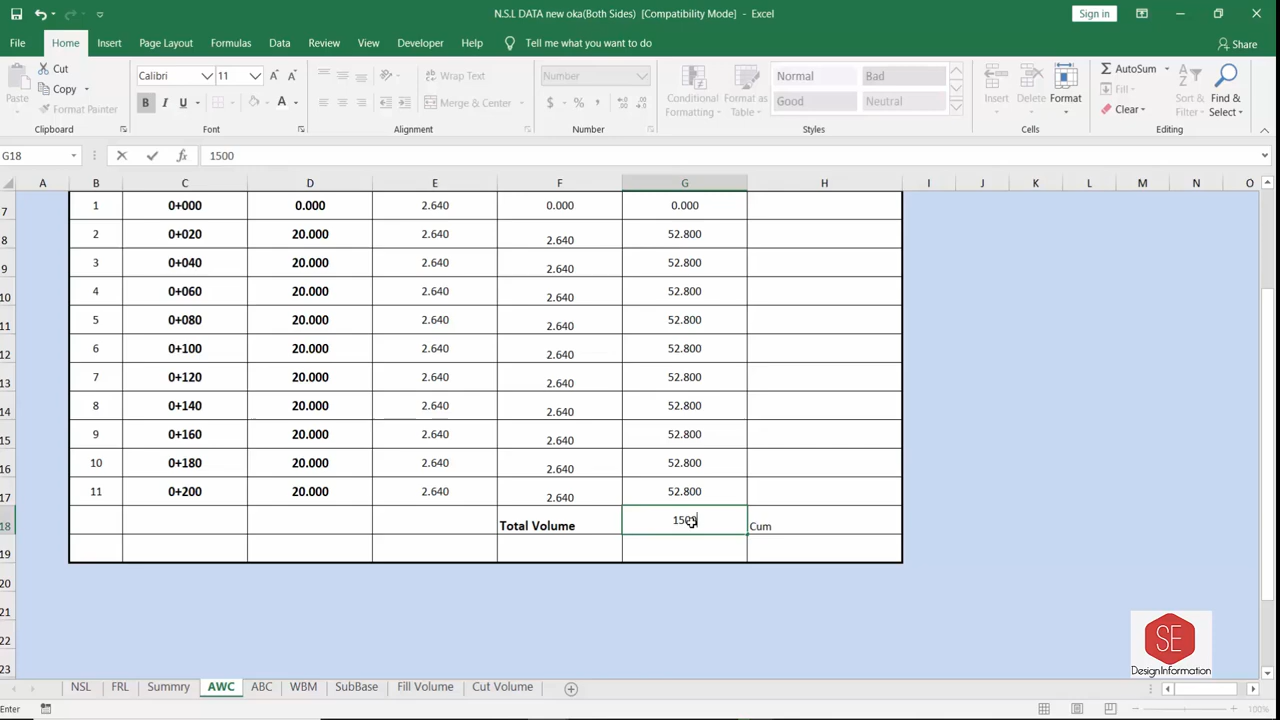 N.S.L DATA new oka(Both Sides) [Compatibility Mode] - Excel
Sign in
File Home Insert Page Layout Formulas Data Review View Developer Help Tell me what you want to do Share
Paste Cut Copy Format Painter
Calibri 11
B I U A
Wrap Text
Merge & Center
Number
$ % ,
Conditional Formatting
Format as Table
Normal Bad
Good Neutral
Insert Delete Format
AutoSum
Fill
Clear
Sort & Filter
Find & Select
Clipboard Font Alignment Number Styles Cells Editing
G18 fx 1500
A B C D E F G H I J K L M N O
7 1 0+000 0.000 2.640 0.000 0.000
8 2 0+020 20.000 2.640 2.640 52.800
9 3 0+040 20.000 2.640 2.640 52.800
10 4 0+060 20.000 2.640 2.640 52.800
11 5 0+080 20.000 2.640 2.640 52.800
12 6 0+100 20.000 2.640 2.640 52.800
13 7 0+120 20.000 2.640 2.640 52.800
14 8 0+140 20.000 2.640 2.640 52.800
15 9 0+160 20.000 2.640 2.640 52.800
16 10 0+180 20.000 2.640 2.640 52.800
17 11 0+200 20.000 2.640 2.640 52.800
18 Total Volume 1500 Cum
19
20
21
22
23
SE
DesignInformation
NSL FRL Summry AWC ABC WBM SubBase Fill Volume Cut Volume
Enter 100%